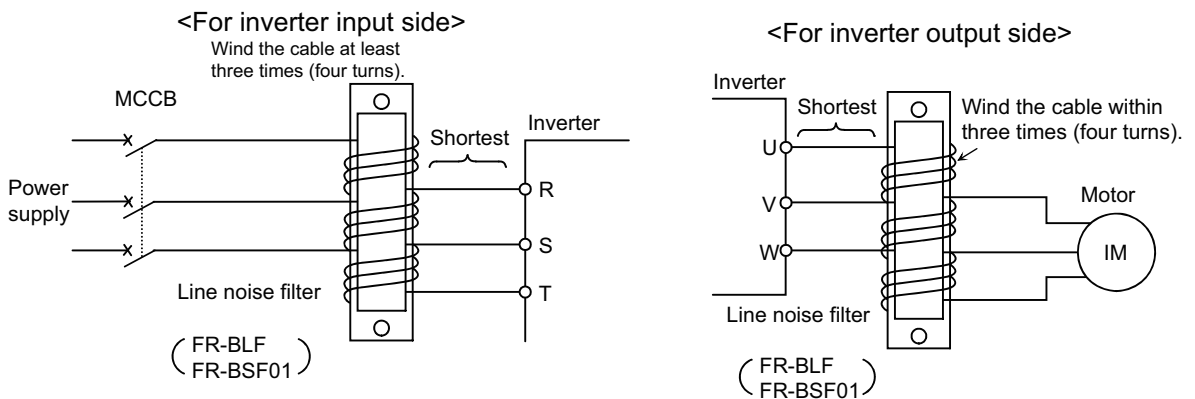 <For inverter input side>
Wind the cable at least
three times (four turns).
MCCB
Shortest
Inverter
Power
supply
R
S
T
Line noise filter
FR-BLF
FR-BSF01
<For inverter output side>
Inverter
Shortest
Wind the cable within
three times (four turns).
U
V
W
Motor
IM
Line noise filter
FR-BLF
FR-BSF01